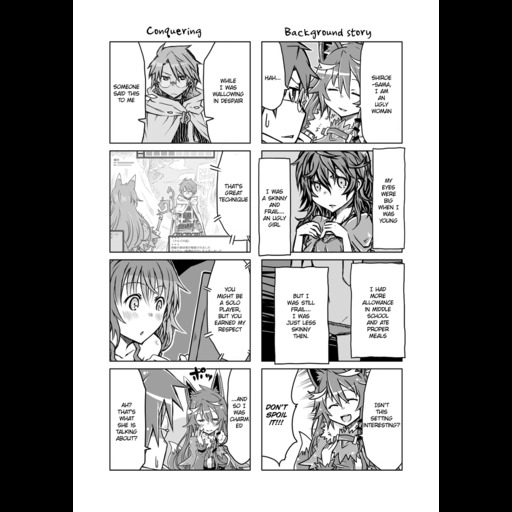 Background story
SHIROE
-SAMA,
I AM
AN
UGLY
WOMAN
HAH...
MY
EYES
WERE
BIG
WHEN I
WAS
YOUNG
I WAS
A SKINNY
AND
FRAIL...
AN
UGLY
GIRL
I HAD
MORE
ALLOWANCE
IN MIDDLE
SCHOOL
AND ATE
PROPER
MEALS
BUT I
WAS STILL
FRAIL...
I WAS
JUST LESS
SKINNY
THEN.
ISN'T
THIS
SETTING
INTERESTING?
DON'T
SPOIL
IT!!!
Conquering
WHILE
I WAS
WALLOWING
IN DESPAIR
SOMEONE
SAID THIS
TO ME
THAT'S
GREAT
TECHNIQUE
YOU
MIGHT BE
A SOLO
PLAYER,
BUT YOU
EARNED MY
RESPECT
...AND
SO I
WAS
CHARM
ED
ポッ
AH?
THAT'S
WHAT
SHE IS
TALKING
ABOUT?